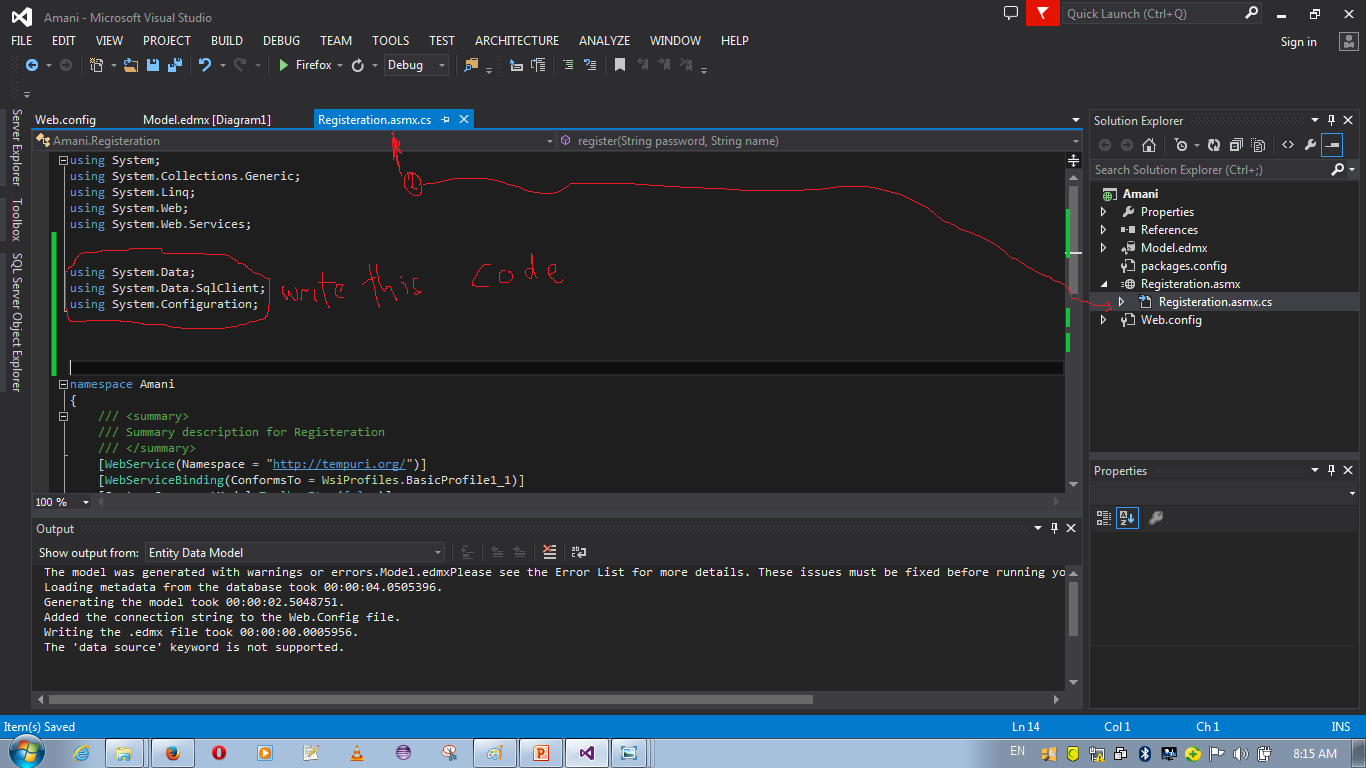 Amani - Microsoft Visual Studio
Quick Launch (Ctrl+Q)
FILE EDIT VIEW PROJECT BUILD DEBUG TEAM TOOLS TEST ARCHITECTURE ANALYZE WINDOW HELP
Sign in
Firefox Debug
Server Explorer
Toolbox
SQL Server Object Explorer
Web.config Model.edmx [Diagram1] Registeration.asmx.cs
Amani.Registeration register(String password, String name)
using System;
using System.Collections.Generic;
using System.Linq;
using System.Web;
using System.Web.Services;
using System.Data;
using System.Data.SqlClient;
using System.Configuration;
write this code
namespace Amani
{
/// <summary>
/// Summary description for Registeration
/// </summary>
[WebService(Namespace = "http://tempuri.org/")]
[WebServiceBinding(ConformsTo = WsiProfiles.BasicProfile1_1)]
100 %
Output
Show output from: Entity Data Model
The model was generated with warnings or errors.Model.edmxPlease see the Error List for more details. These issues must be fixed before running yo
Loading metadata from the database took 00:00:04.0505396.
Generating the model took 00:00:02.5048751.
Added the connection string to the Web.Config file.
Writing the .edmx file took 00:00:00.0005956.
The 'data source' keyword is not supported.
Solution Explorer
Search Solution Explorer (Ctrl+;)
Amani
Properties
References
Model.edmx
packages.config
Registeration.asmx
Registeration.asmx.cs
Web.config
Properties
Item(s) Saved Ln 14 Col 1 Ch 1 INS
EN 8:15 AM